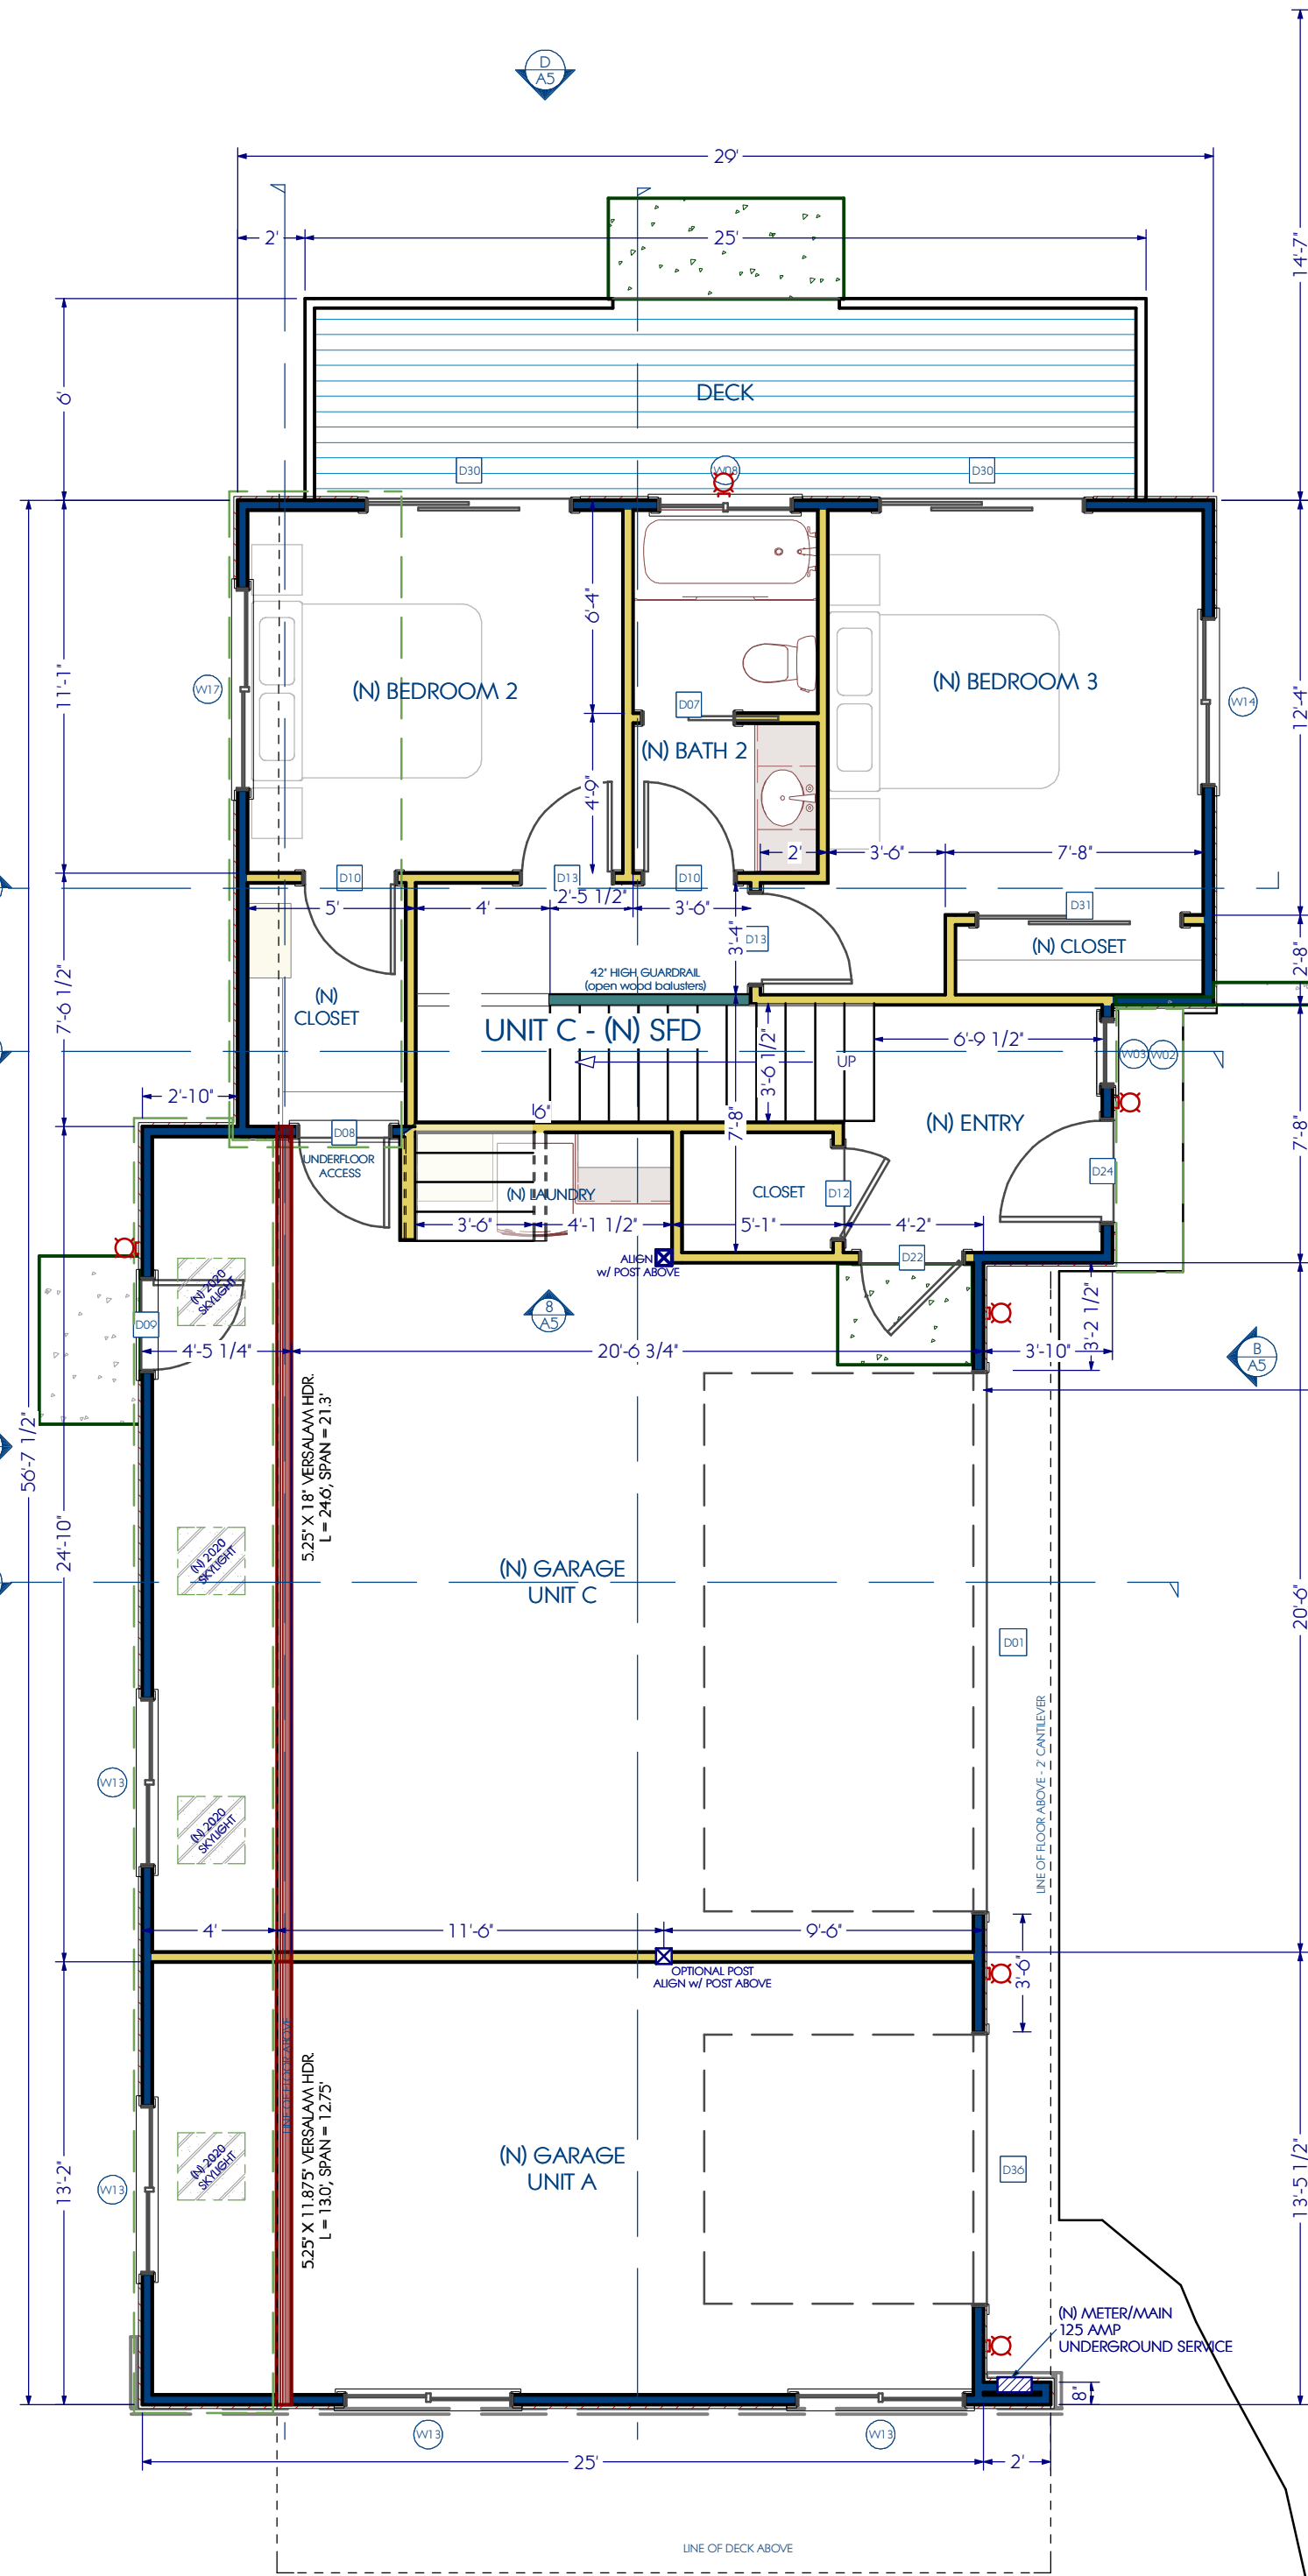 D
A5
29'
14'-7"
2'
25'
6'
DECK
D30
W08
D30
11'-1"
6'-4"
W17
(N) BEDROOM 2
(N) BEDROOM 3
W14
12'-4"
D07
(N) BATH 2
4'-9"
2'
3'-6"
7'-8"
D10
D13
D10
D31
5'
4'
2'-5 1/2"
3'-6"
3'-4"
D13
(N) CLOSET
2'-8"
42" HIGH GUARDRAIL
(open wood balusters)
7'-6 1/2"
(N)
CLOSET
UNIT C - (N) SFD
6'-9 1/2"
3'-6 1/2"
UP
W03
W02
2'-10"
6"
7'-8"
(N) ENTRY
7'-8"
D08
UNDERFLOOR
ACCESS
(N) LAUNDRY
CLOSET
D12
D24
3'-6"
4'-1 1/2"
5'-1"
4'-2"
ALIGN
w/ POST ABOVE
D22
(N) 2020
SKYLIGHT
8
A5
D09
4'-5 1/4"
20'-6 3/4"
3'-10"
3'-2 1/2"
B
A5
56'-7 1/2"
24'-10"
5.25" X 18" VERSALAM HDR.
L = 24.6', SPAN = 21.3'
(N) 2020
SKYLIGHT
(N) GARAGE
UNIT C
D01
20'-6"
LINE OF FLOOR ABOVE - 2' CANTILEVER
W13
(N) 2020
SKYLIGHT
4'
11'-6"
9'-6"
3'-6"
OPTIONAL POST
ALIGN w/ POST ABOVE
LINE OF FLOOR ABOVE
5.25" X 11.875" VERSALAM HDR.
L = 13.0', SPAN = 12.75'
13'-2"
W13
(N) 2020
SKYLIGHT
(N) GARAGE
UNIT A
D36
13'-5 1/2"
(N) METER/MAIN
125 AMP
UNDERGROUND SERVICE
8"
W13
W13
25'
2'
LINE OF DECK ABOVE